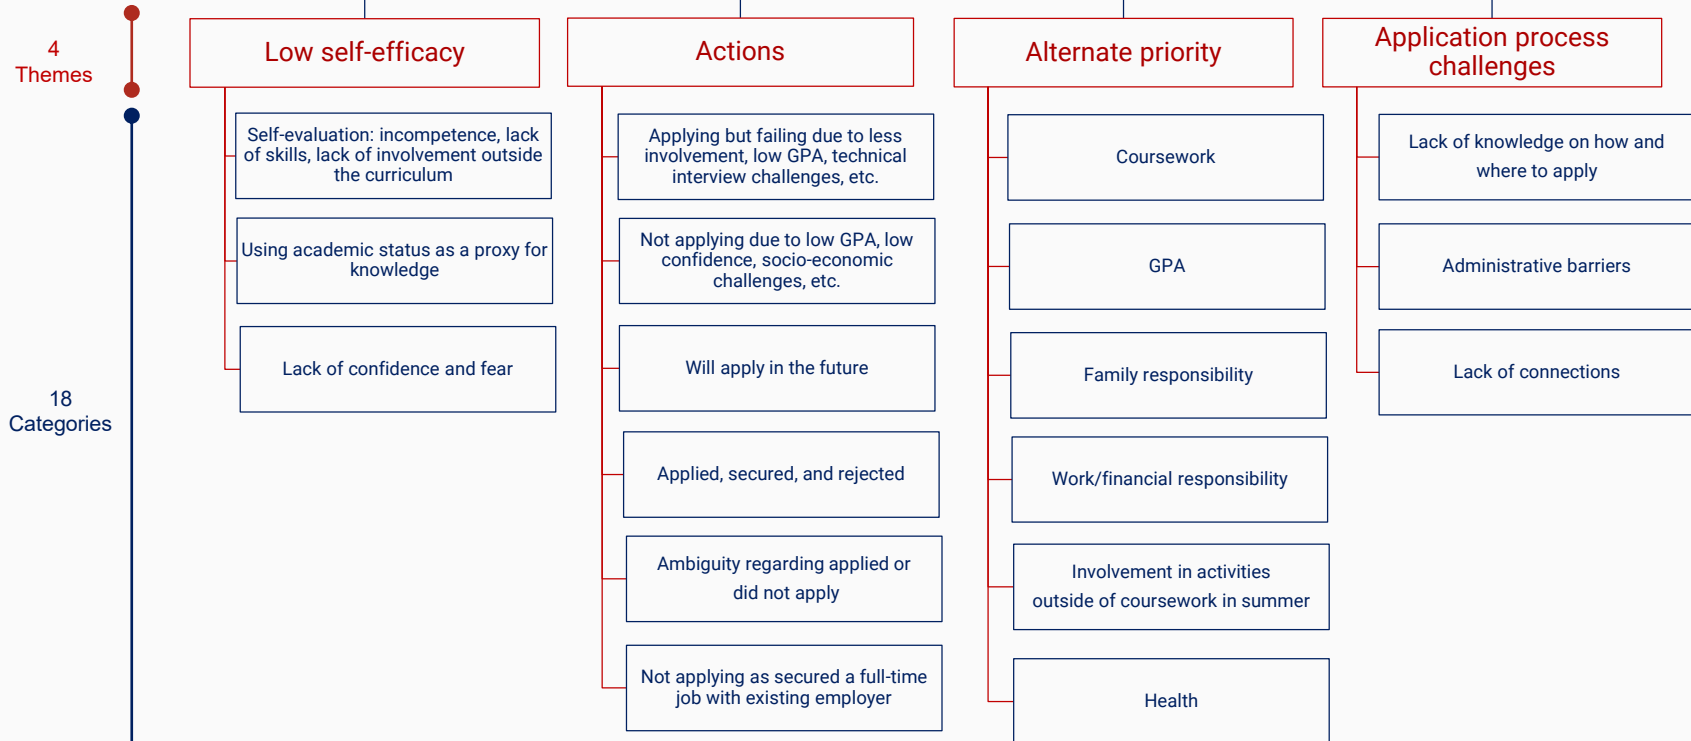 4
Themes
Low self-efficacy
Actions
Alternate priority
Application process
challenges
18
Categories
Self-evaluation: incompetence, lack
of skills, lack of involvement outside
the curriculum
Using academic status as a proxy for
knowledge
Lack of confidence and fear
Applying but failing due to less
involvement, low GPA, technical
interview challenges, etc.
Not applying due to low GPA, low
confidence, socio-economic
challenges, etc.
Will apply in the future
Applied, secured, and rejected
Ambiguity regarding applied or
did not apply
Not applying as secured a full-time
job with existing employer
Coursework
GPA
Family responsibility
Work/financial responsibility
Involvement in activities
outside of coursework in summer
Health
Lack of knowledge on how and
where to apply
Administrative barriers
Lack of connections